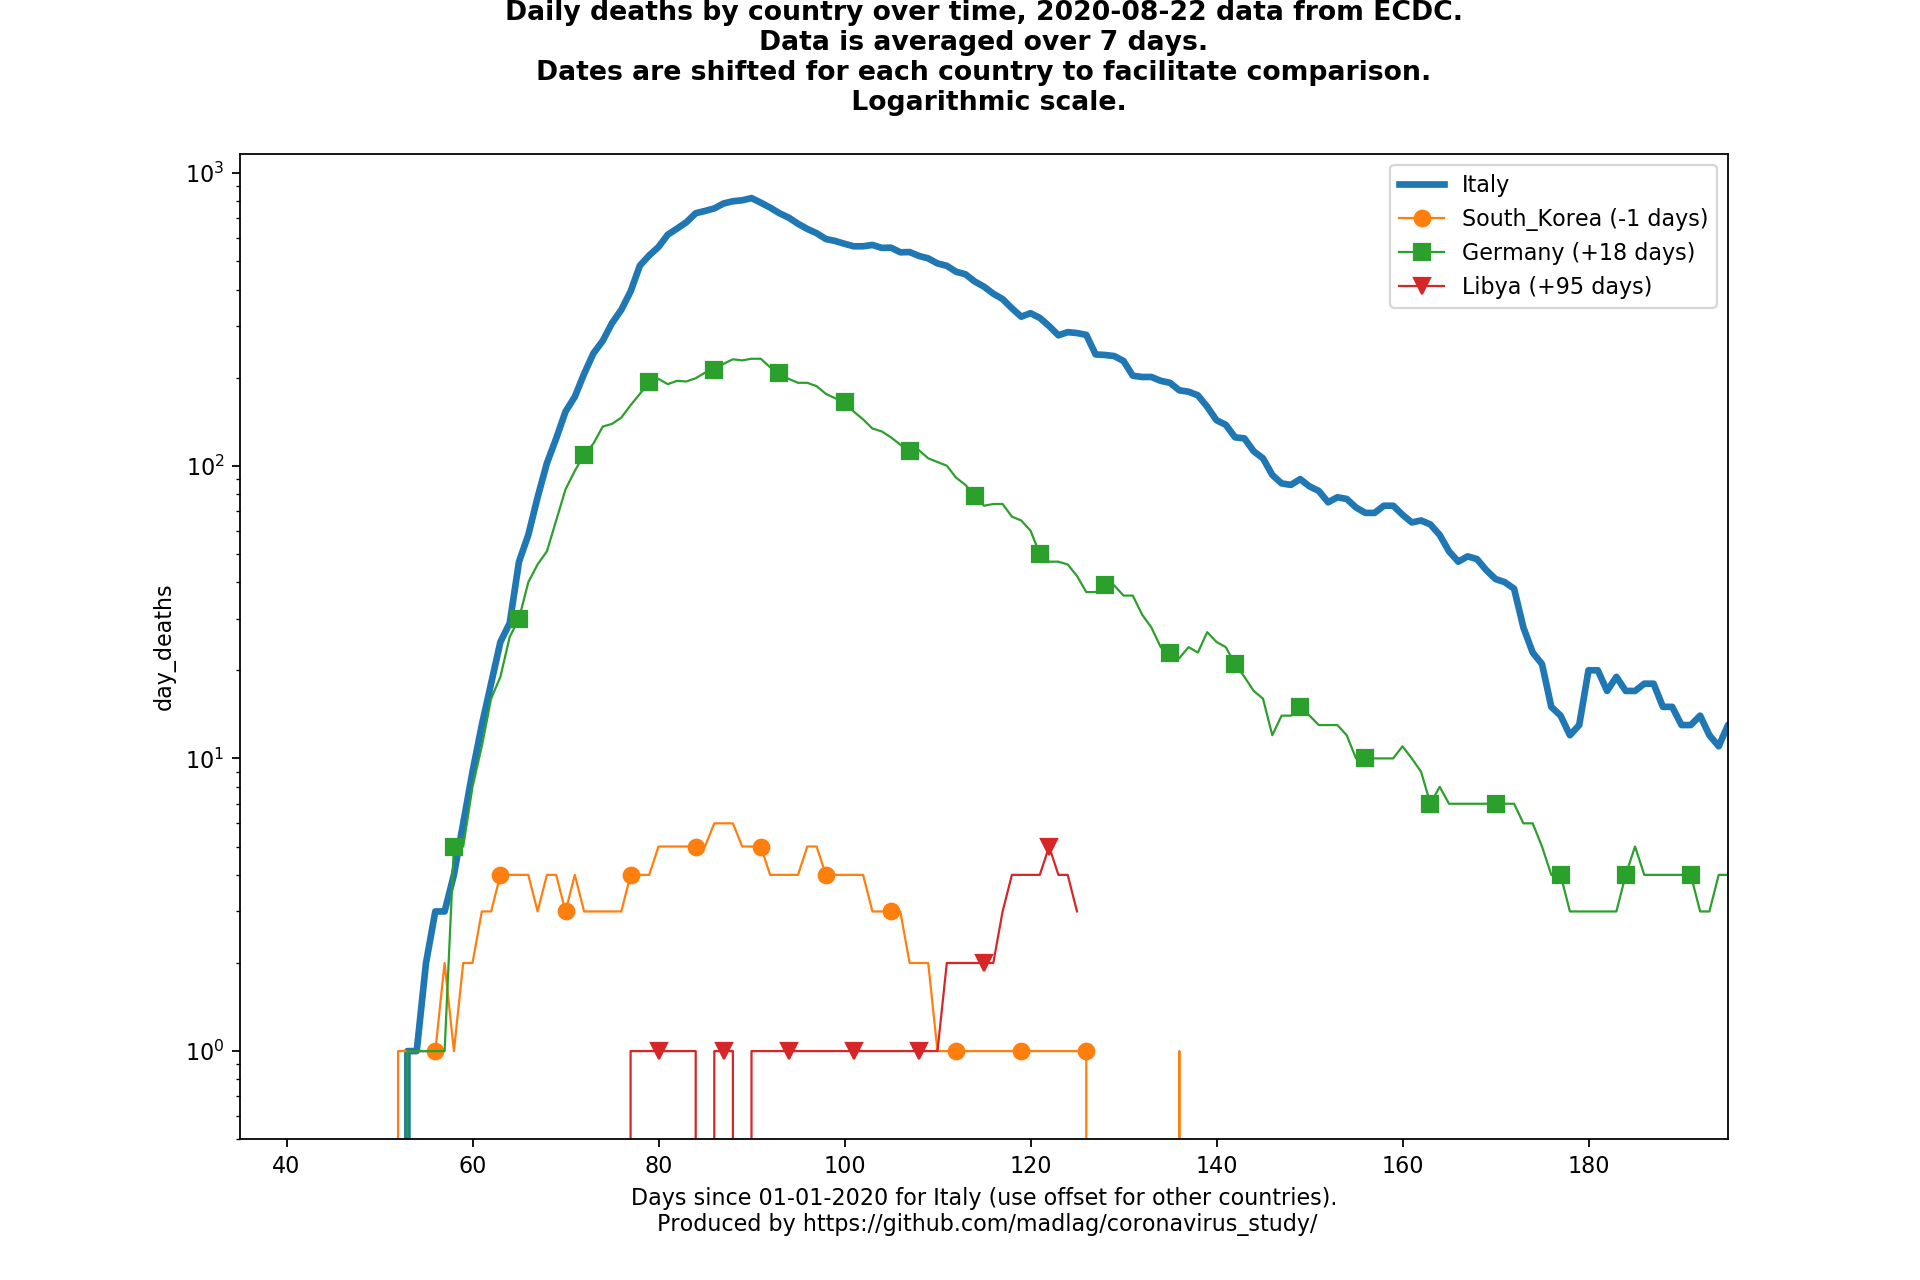 Daily deaths by country over time, 2020-08-22 data from ECDC.
Data is averaged over 7 days.
Dates are shifted for each country to facilitate comparison.
Logarithmic scale.
10³
10²
10¹
10⁰
day_deaths
Italy
South_Korea (-1 days)
Germany (+18 days)
Libya (+95 days)
40 60 80 100 120 140 160 180
Days since 01-01-2020 for Italy (use offset for other countries).
Produced by https://github.com/madlag/coronavirus_study/